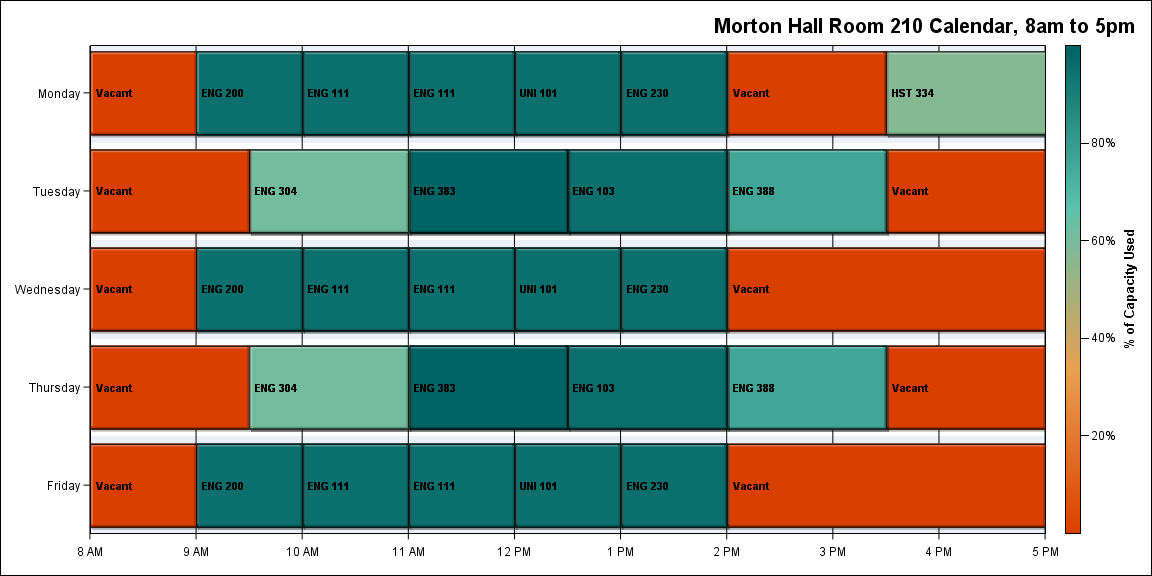 Morton Hall Room 210 Calendar, 8am to 5pm
Monday
Vacant
ENG 200
ENG 111
ENG 111
UNI 101
ENG 230
Vacant
HST 334
Tuesday
Vacant
ENG 304
ENG 383
ENG 103
ENG 388
Vacant
Wednesday
Vacant
ENG 200
ENG 111
ENG 111
UNI 101
ENG 230
Vacant
Thursday
Vacant
ENG 304
ENG 383
ENG 103
ENG 388
Vacant
Friday
Vacant
ENG 200
ENG 111
ENG 111
UNI 101
ENG 230
Vacant
8 AM
9 AM
10 AM
11 AM
12 PM
1 PM
2 PM
3 PM
4 PM
5 PM
80%
60%
40%
20%
% of Capacity Used